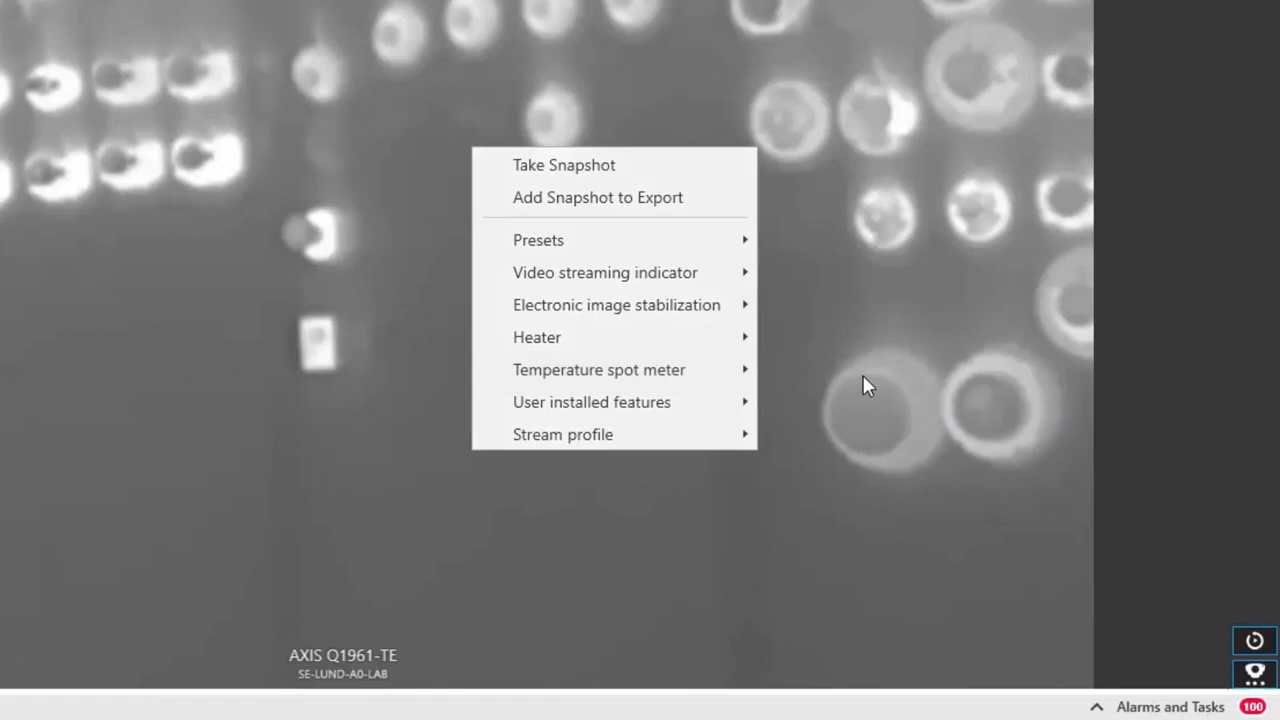 Take Snapshot
Add Snapshot to Export
Presets
Video streaming indicator
Electronic image stabilization
Heater
Temperature spot meter
User installed features
Stream profile
AXIS Q1961-TE
SE-LUND-A0-LAB
Alarms and Tasks 100